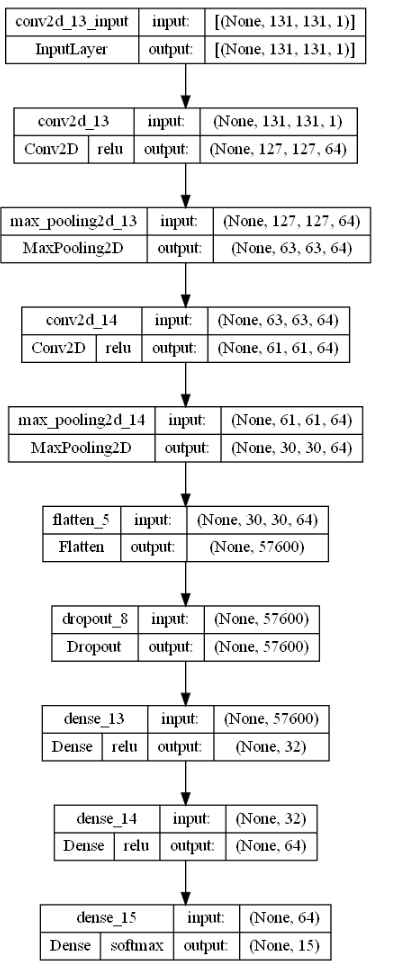 conv2d_13_input input: [(None, 131, 131, 1)]
InputLayer output: [(None, 131, 131, 1)]
conv2d_13 input: (None, 131, 131, 1)
Conv2D relu output: (None, 127, 127, 64)
max_pooling2d_13 input: (None, 127, 127, 64)
MaxPooling2D output: (None, 63, 63, 64)
conv2d_14 input: (None, 63, 63, 64)
Conv2D relu output: (None, 61, 61, 64)
max_pooling2d_14 input: (None, 61, 61, 64)
MaxPooling2D output: (None, 30, 30, 64)
flatten_5 input: (None, 30, 30, 64)
Flatten output: (None, 57600)
dropout_8 input: (None, 57600)
Dropout output: (None, 57600)
dense_13 input: (None, 57600)
Dense relu output: (None, 32)
dense_14 input: (None, 32)
Dense relu output: (None, 64)
dense_15 input: (None, 64)
Dense softmax output: (None, 15)